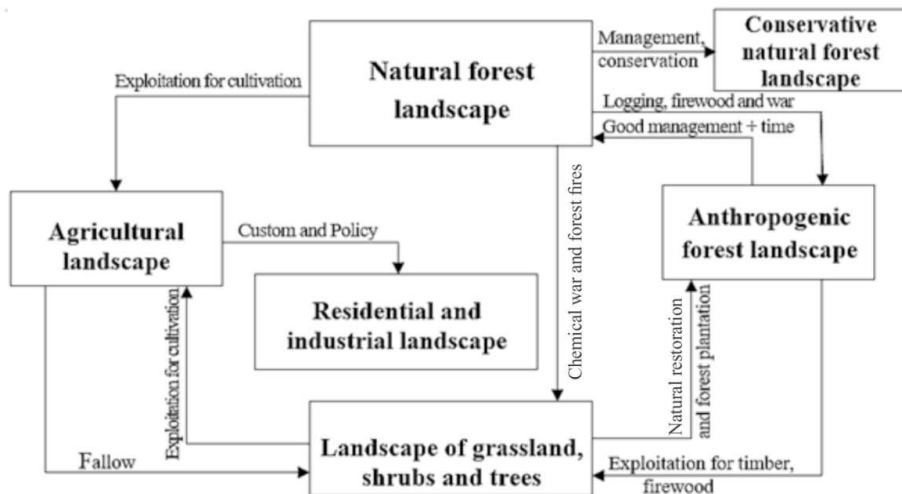 Conservative
natural forest
landscape
Management,
conservation
Natural forest
landscape
Exploitation for cultivation
Logging, firewood and war
Good management + time
Chemical war and forest fires
Agricultural
landscape
Custom and Policy
Anthropogenic
forest landscape
Residential and
industrial landscape
Exploitation for cultivation
Natural restoration
and forest plantation
Landscape of grassland,
shrubs and trees
Fallow
Exploitation for timber,
firewood